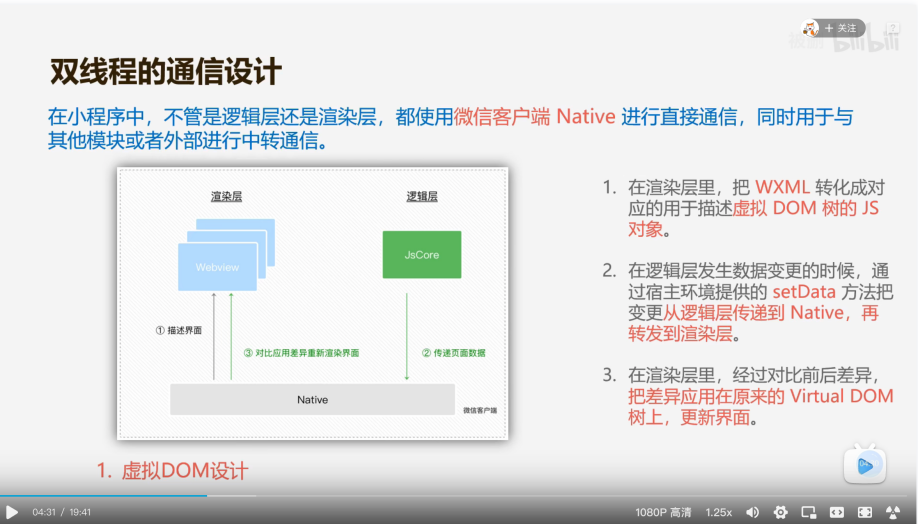 + 关注
bilibili
双线程的通信设计
在小程序中，不管是逻辑层还是渲染层，都使用微信客户端 Native 进行直接通信，同时用于与
其他模块或者外部进行中转通信。
渲染层
逻辑层
Webview
JsCore
① 描述界面
③ 对比应用差异重新渲染界面
② 传递页面数据
Native
微信客户端
1. 在渲染层里，把 WXML 转化成对
应的用于描述虚拟 DOM 树的 JS
对象。
2. 在逻辑层发生数据变更的时候，通
过宿主环境提供的 setData 方法把
变更从逻辑层传递到 Native，再
转发到渲染层。
3. 在渲染层里，经过对比前后差异，
把差异应用在原来的 Virtual DOM
树上，更新界面。
1. 虚拟DOM设计
04:31 / 19:41
1080P 高清
1.25x